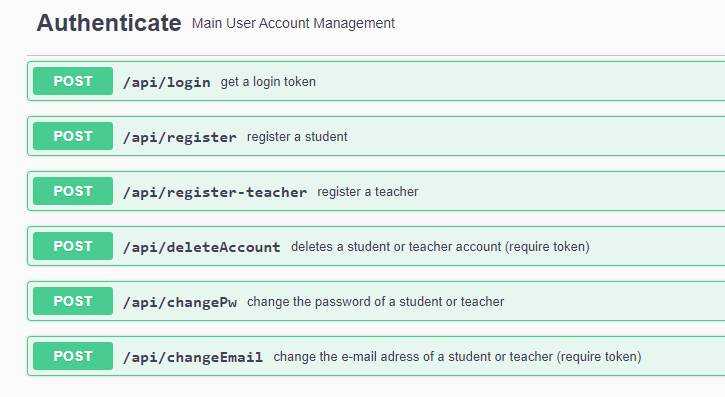 Authenticate Main User Account Management
POST /api/login get a login token
POST /api/register register a student
POST /api/register-teacher register a teacher
POST /api/deleteAccount deletes a student or teacher account (require token)
POST /api/changePw change the password of a student or teacher
POST /api/changeEmail change the e-mail adress of a student or teacher (require token)